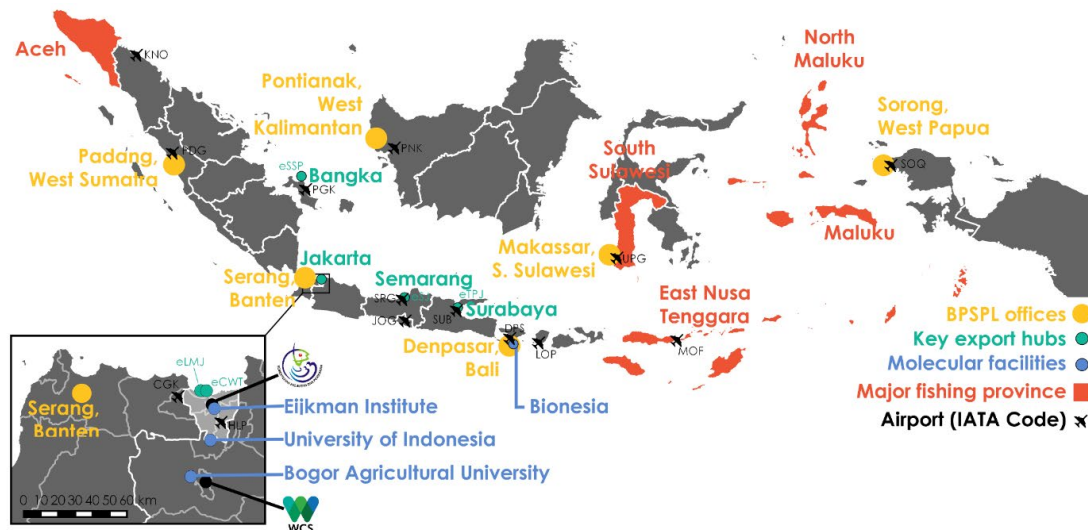 Aceh
KNO
North
Maluku
Pontianak,
West
Kalimantan
PNK
Sorong,
West Papua
SOQ
PDG
Padang,
West Sumatra
eSSP
Bangka
PGK
South
Sulawesi
Maluku
Makassar,
S. Sulawesi
UPG
Jakarta
Serang,
Banten
Semarang
SRG
eTPJ
Surabaya
JOG
SUB
East Nusa
Tenggara
DPS
LOP
MOF
Denpasar,
Bali
BPSPL offices
Key export hubs
Molecular facilities
Major fishing province
Airport (IATA Code)
eLMJ
eCWT
CGK
Serang,
Banten
HLP
Eijkman Institute
Bionesia
University of Indonesia
Bogor Agricultural University
0 10 20 30 40 50 60 km
WCS